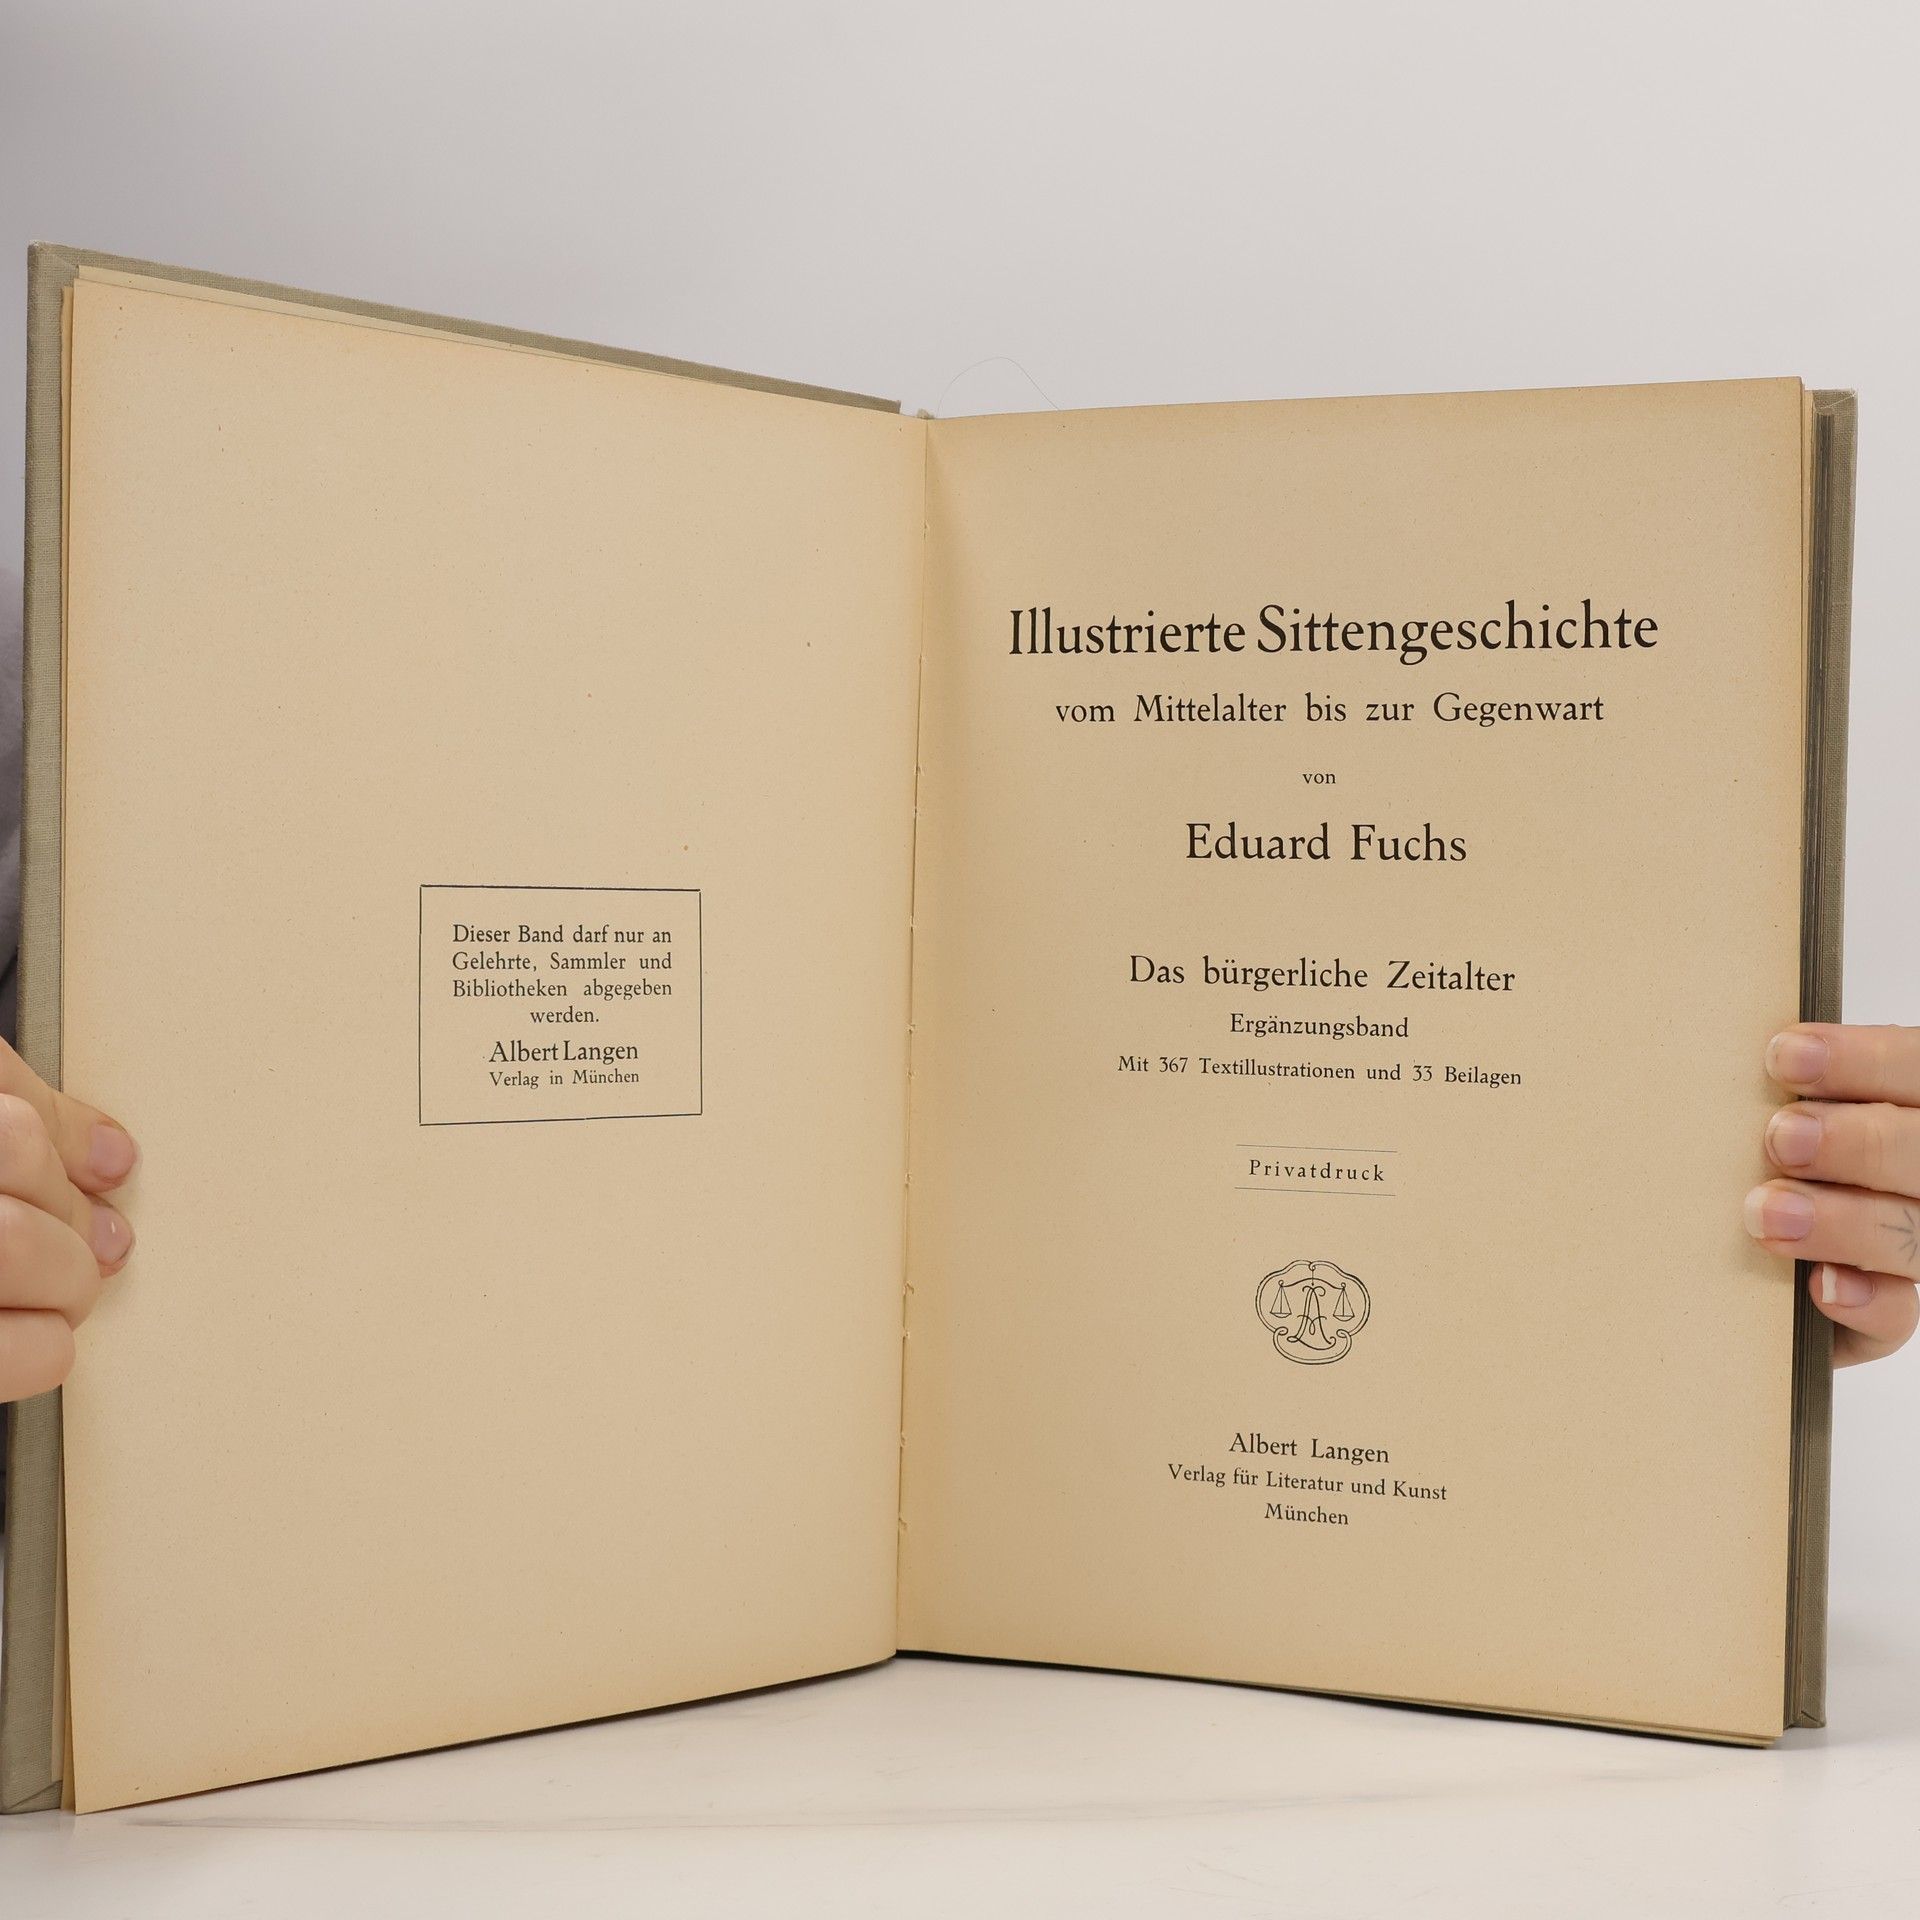 Dieser Band darf nur an
Gelehrte, Sammler und
Bibliotheken abgegeben
werden.
Albert Langen
Verlag in München
Illustrierte Sittengeschichte
vom Mittelalter bis zur Gegenwart
von
Eduard Fuchs
Das bürgerliche Zeitalter
Ergänzungsband
Mit 367 Textillustrationen und 33 Beilagen
Privatdruck
Albert Langen
Verlag für Literatur und Kunst
München